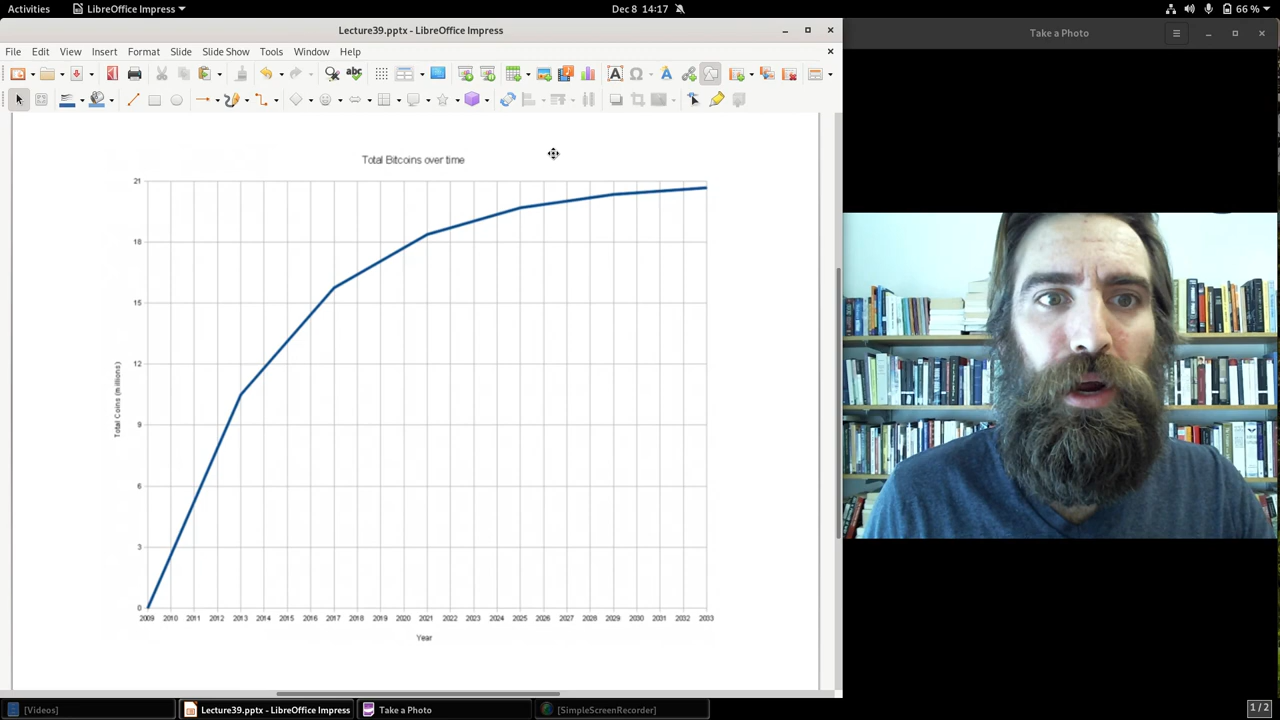 Activities
LibreOffice Impress
Dec 8 14:17
66 %
Lecture39.pptx - LibreOffice Impress
Take a Photo
File Edit View Insert Format Slide Slide Show Tools Window Help
abc
Total Bitcoins over time
21
18
15
12
9
6
3
0
Total Coins (millions)
2009 2010 2011 2012 2013 2014 2015 2016 2017 2018 2019 2020 2021 2022 2023 2024 2025 2026 2027 2028 2029 2030 2031 2032 2033
Year
[Videos]
Lecture39.pptx - LibreOffice Impress
Take a Photo
[SimpleScreenRecorder]
1 / 2